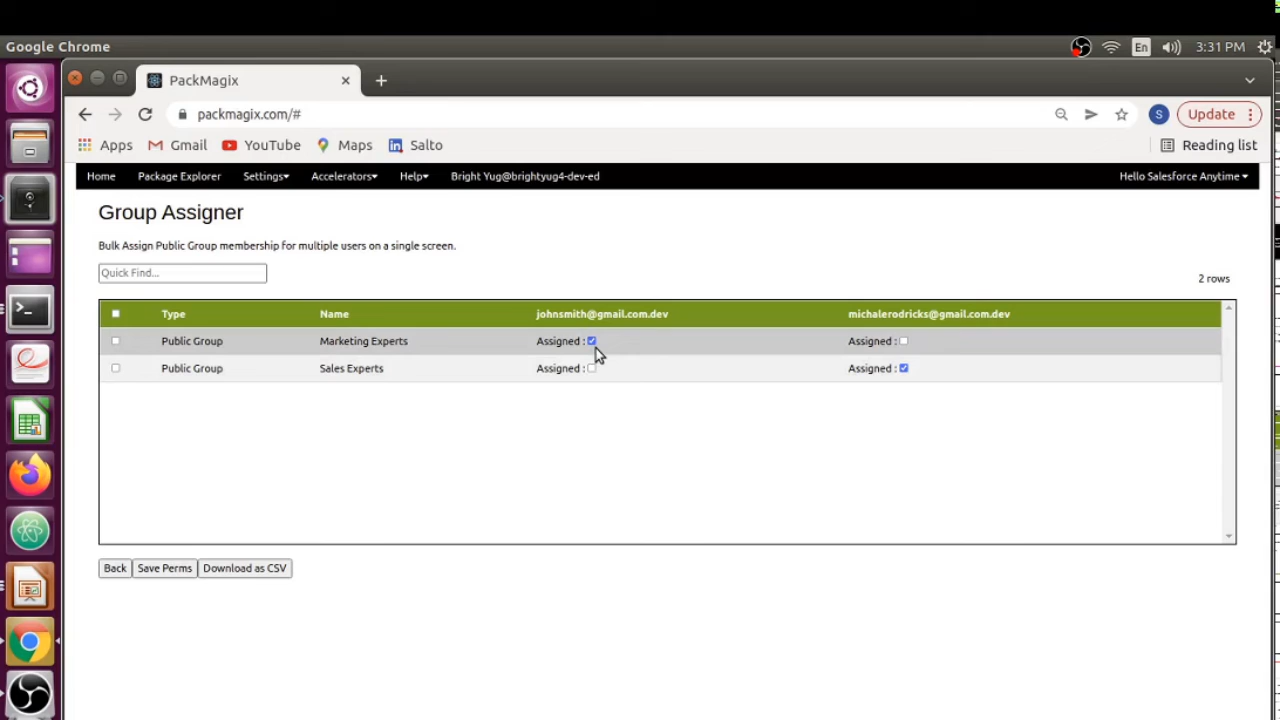 Google Chrome
En
3:31 PM
PackMagix
packmagix.com/#
S
Update
Apps
Gmail
YouTube
Maps
Salto
Reading list
Home
Package Explorer
Settings
Accelerators
Help
Bright Yug@brightyug4-dev-ed
Hello Salesforce Anytime
Group Assigner
Bulk Assign Public Group membership for multiple users on a single screen.
Quick Find...
2 rows
Type Name johnsmith@gmail.com.dev michalerodricks@gmail.com.dev
Public Group Marketing Experts Assigned : Assigned :
Public Group Sales Experts Assigned : Assigned :
Back Save Perms Download as CSV